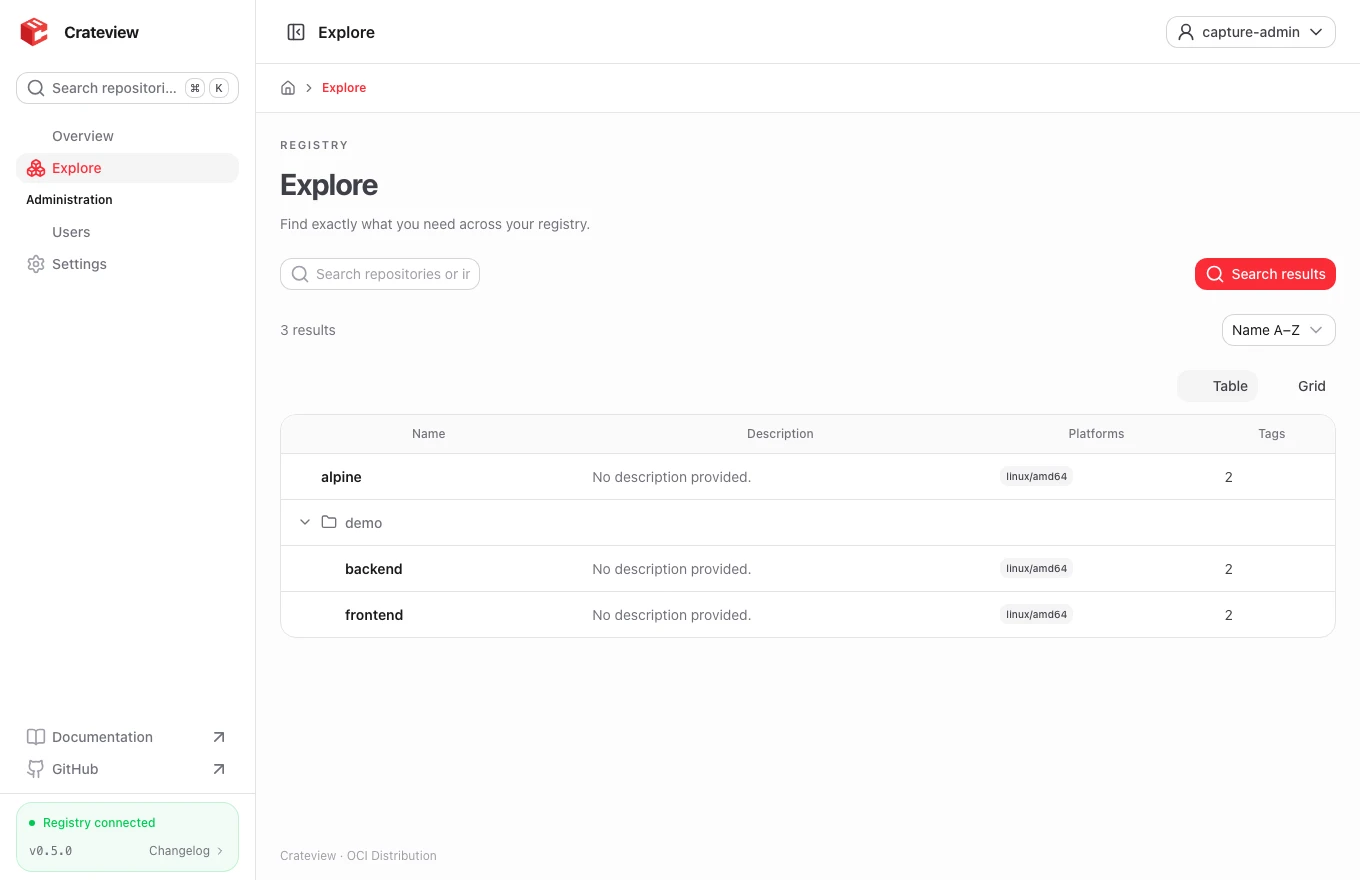 Crateview
Explore
capture-admin
Search repositori... ⌘ K
Explore
Overview
Explore
Administration
Users
Settings
REGISTRY
Explore
Find exactly what you need across your registry.
Search repositories or ir
Search results
3 results
Name A–Z
Table
Grid
Name Description Platforms Tags
alpine No description provided. linux/amd64 2
demo
backend No description provided. linux/amd64 2
frontend No description provided. linux/amd64 2
Documentation
GitHub
Registry connected
v0.5.0 Changelog
Crateview · OCI Distribution